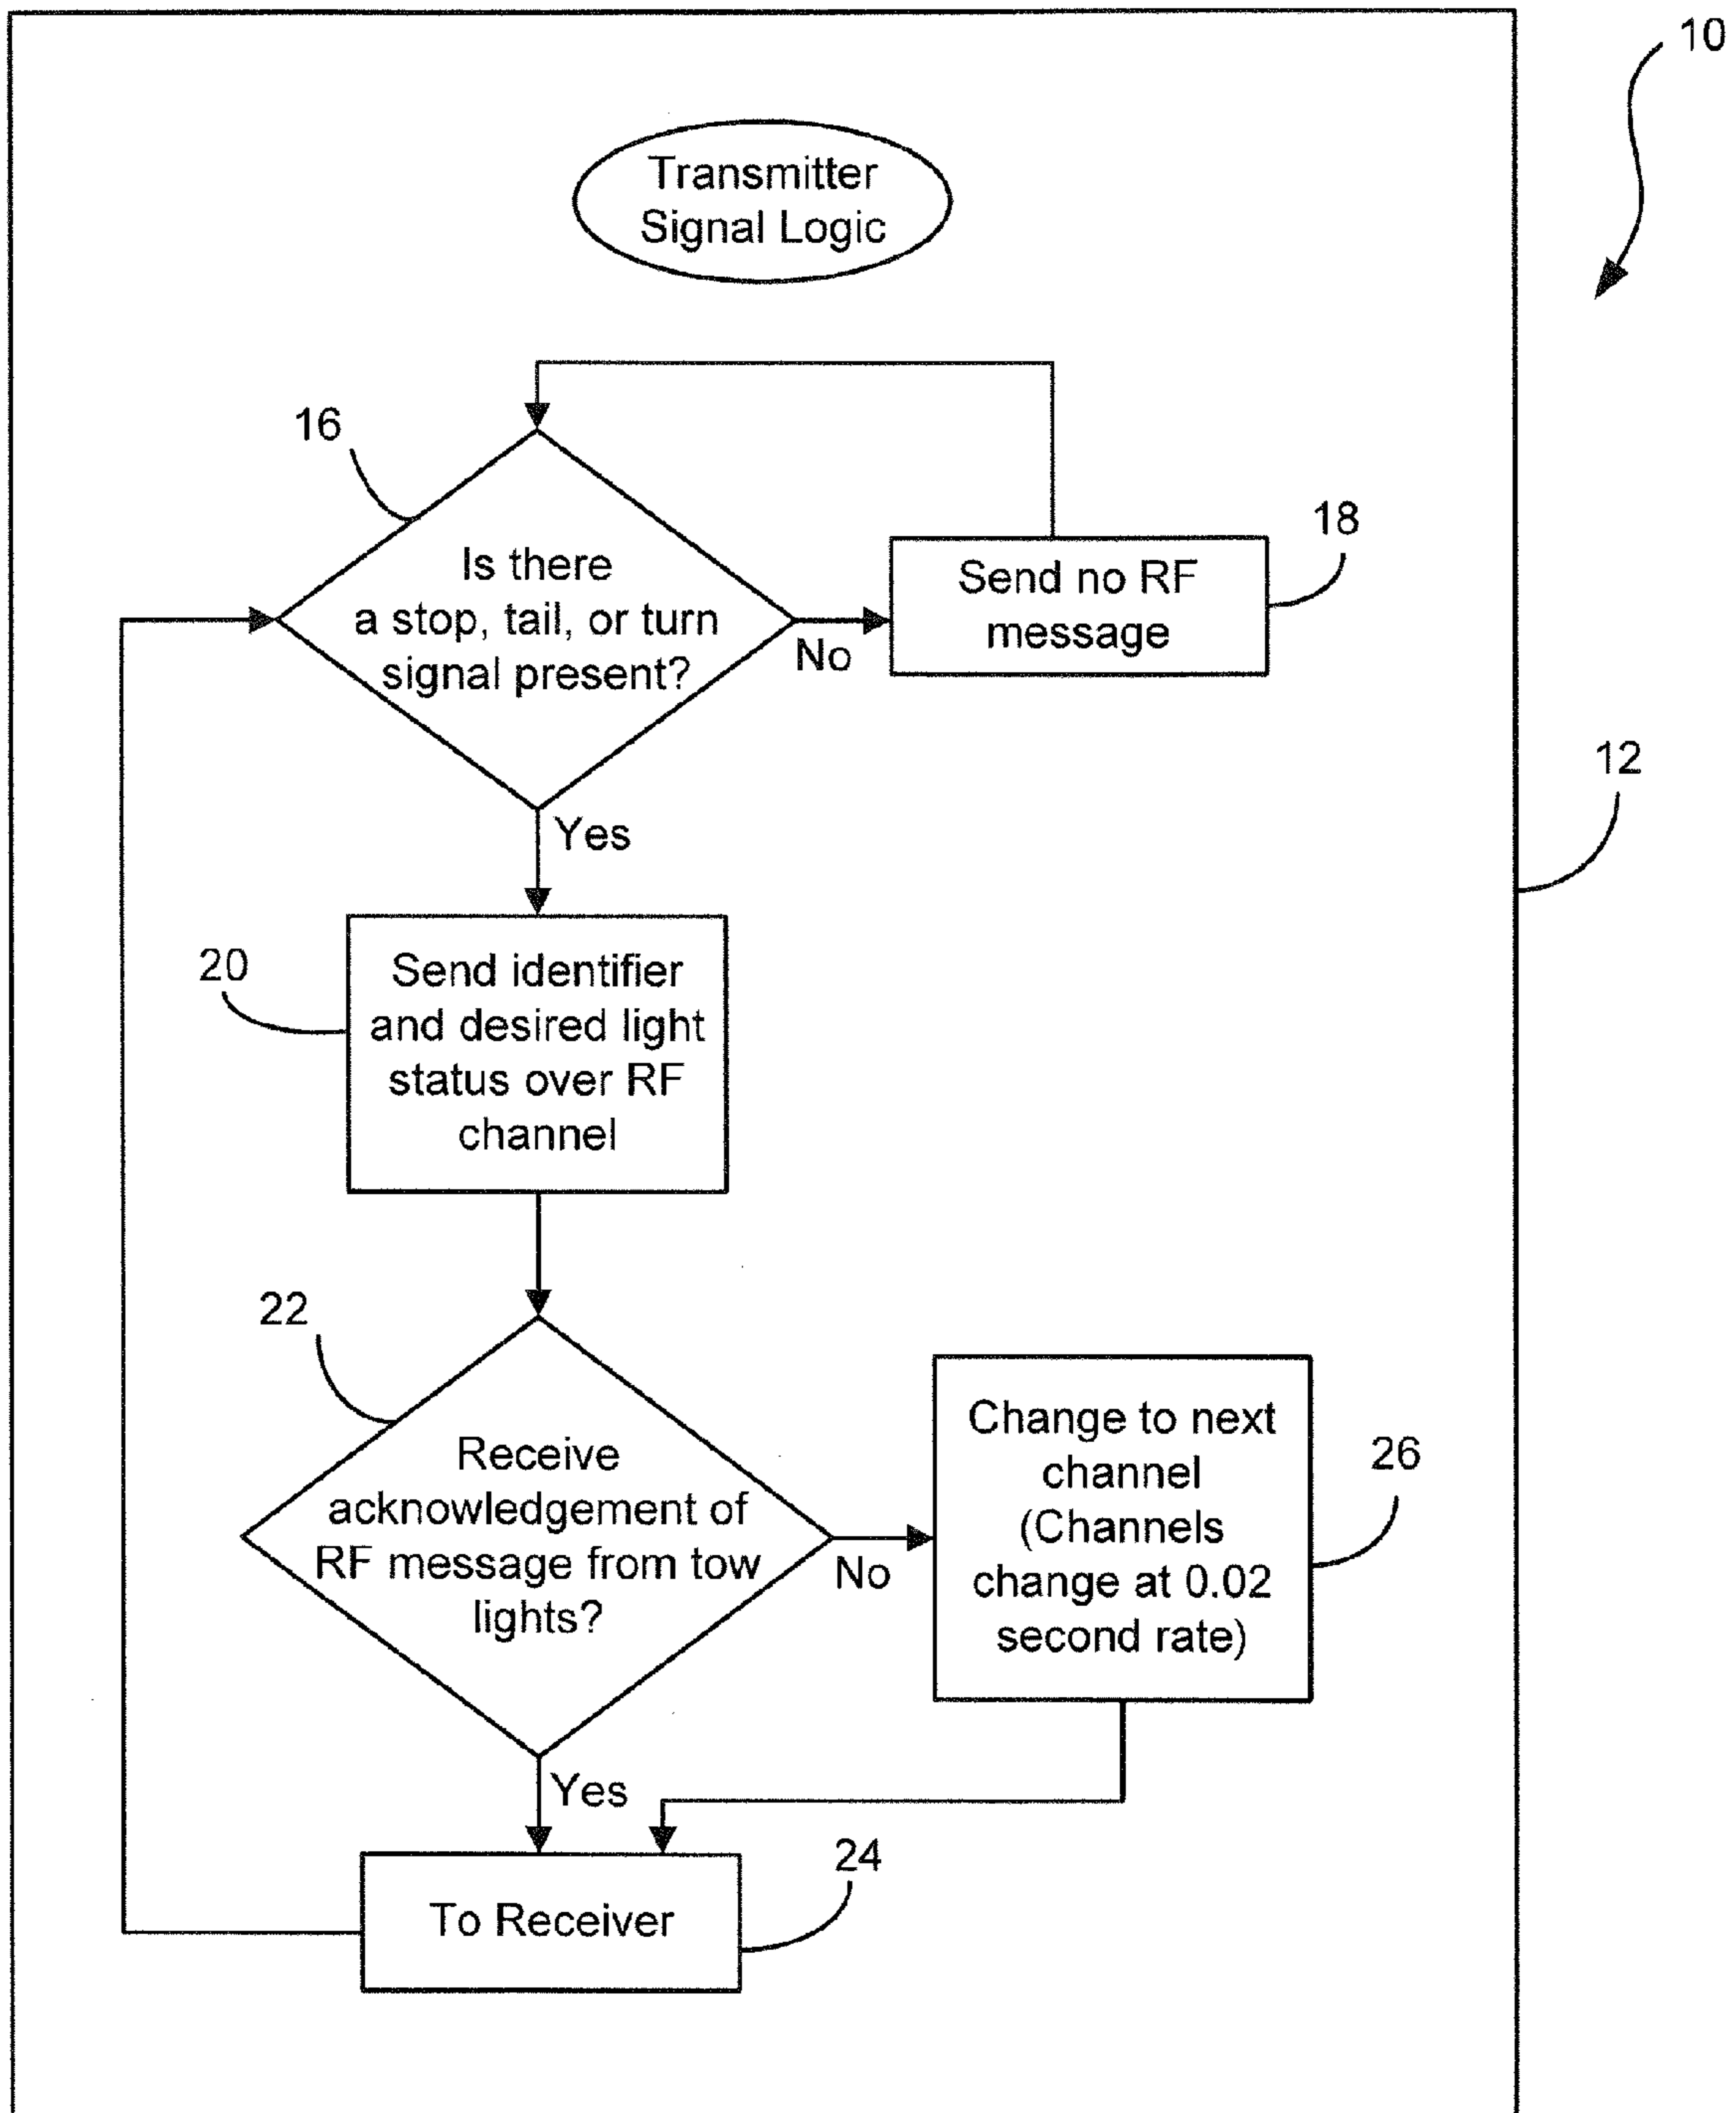 10
Transmitter
Signal Logic
16
Is there
a stop, tail, or turn
signal present?
No
18
Send no RF
message
12
Yes
20
Send identifier
and desired light
status over RF
channel
22
Receive
acknowledgement of
RF message from tow
lights?
No
Change to next
channel
(Channels
change at 0.02
second rate)
26
Yes
24
To Receiver